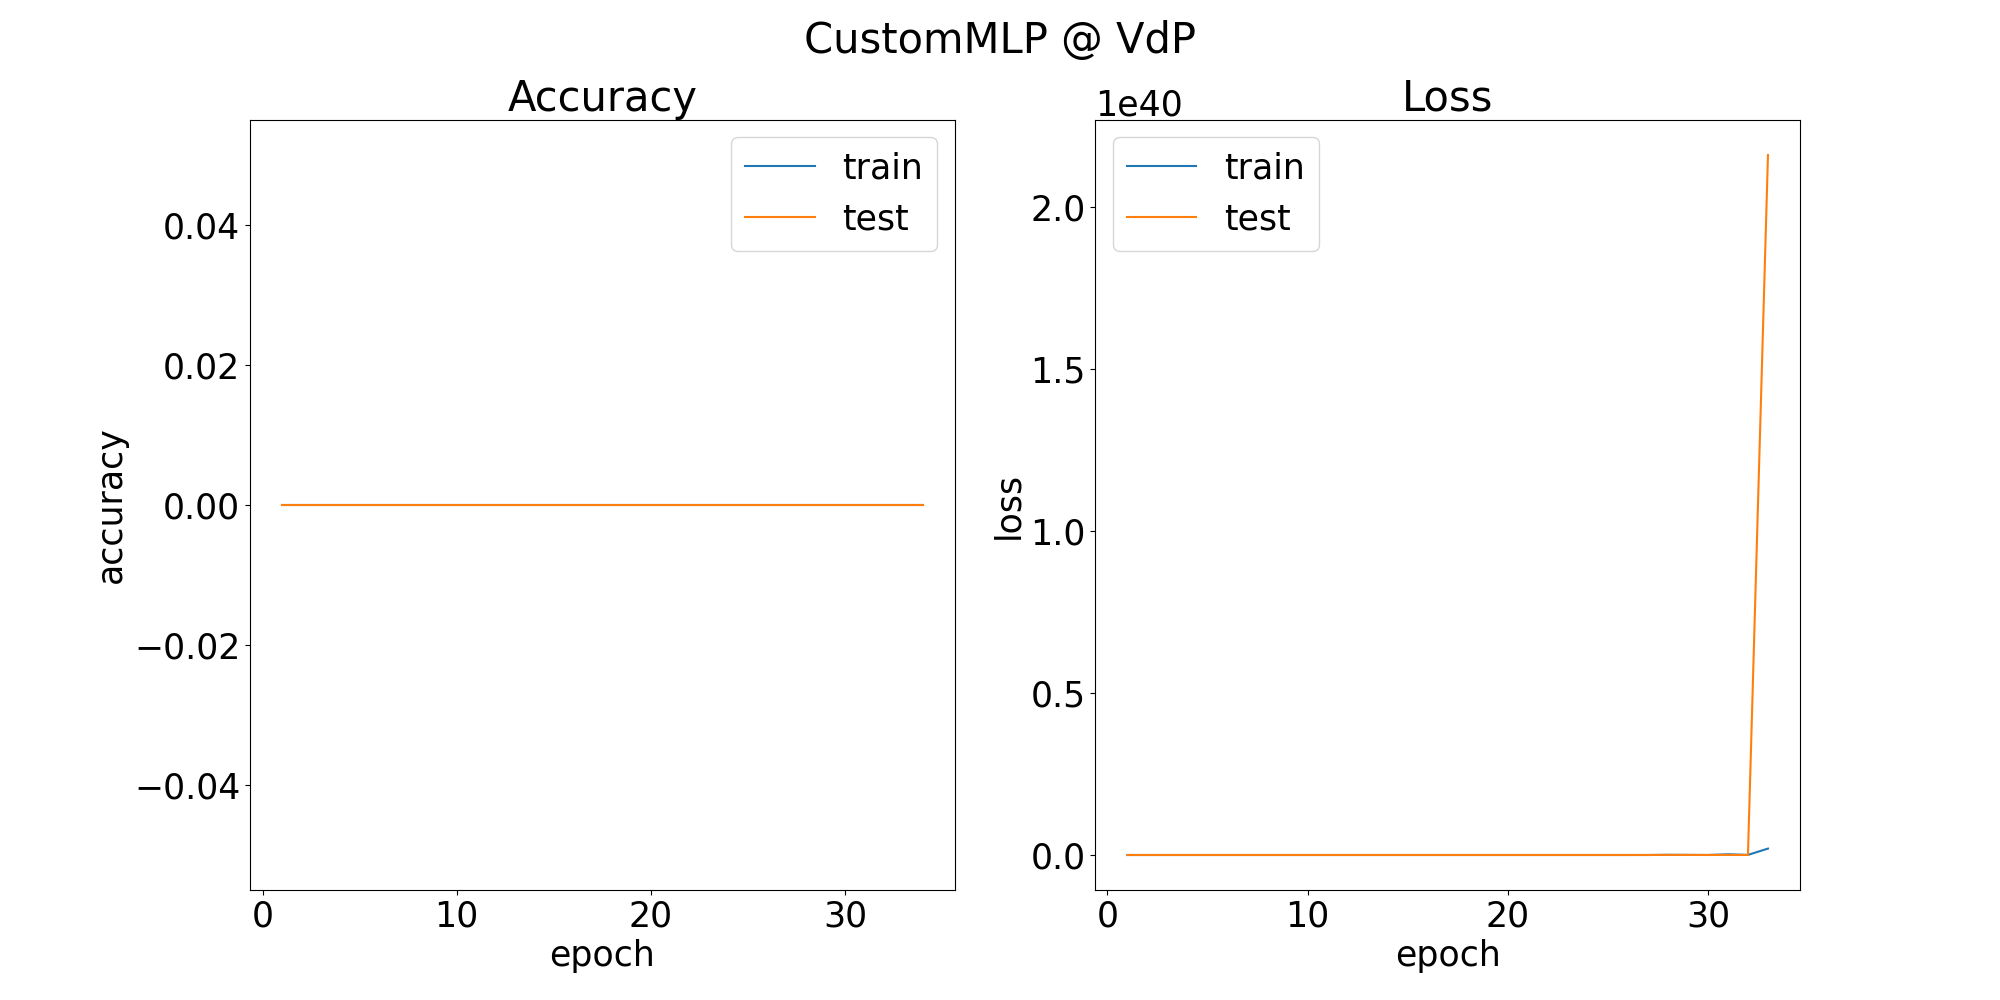 CustomMLP @ VdP
Accuracy
train
test
0.04
0.02
0.00
−0.02
−0.04
accuracy
0
10
20
30
epoch
Loss
1e40
train
test
2.0
1.5
1.0
0.5
0.0
loss
0
10
20
30
epoch